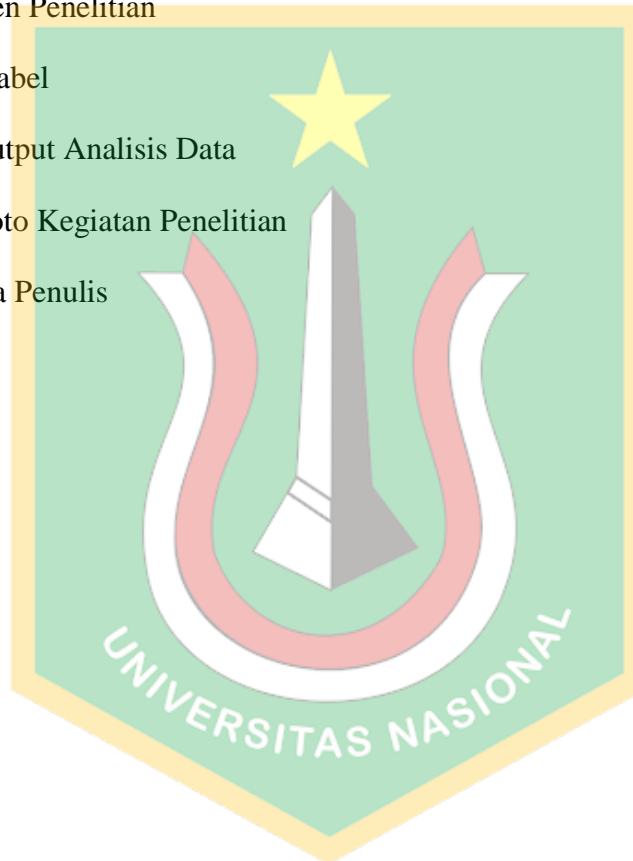 en Penelitian
abel
utput Analisis Data
oto Kegiatan Penelitian
a Penulis
UNIVERSITAS NASIONAL